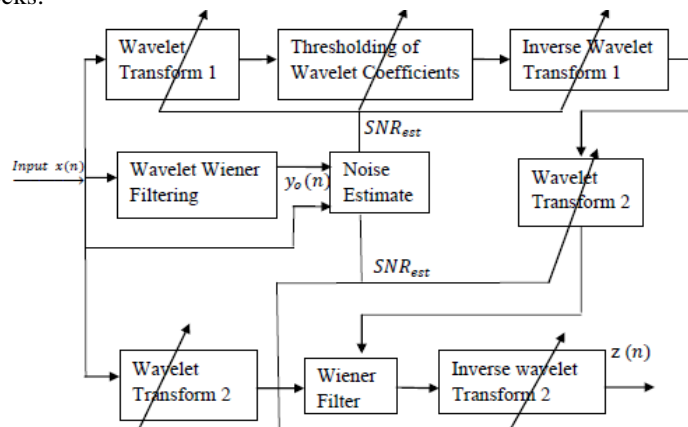 ecks.
Wavelet
Transform 1
Thresholding of
Wavelet Coefficients
Inverse Wavelet
Transform 1
SNR_est
Input x(n)
Wavelet Wiener
Filtering
y_o(n)
Noise
Estimate
Wavelet
Transform 2
SNR_est
Wavelet
Transform 2
Wiener
Filter
Inverse wavelet
Transform 2
z (n)